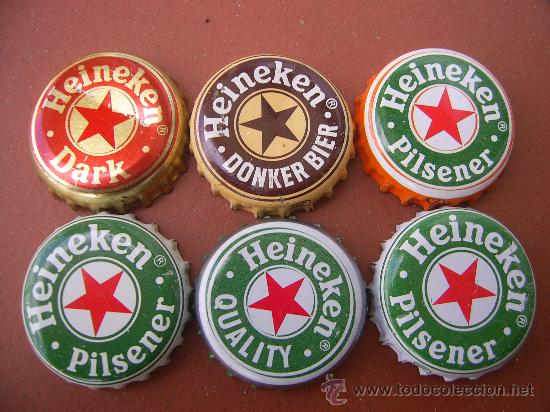 Heineken®
Dark
Heineken®
DONKER BIER
Heineken®
Pilsener
Heineken®
Pilsener
Heineken®
QUALITY
Heineken®
Pilsener
www.todocoleccion.net